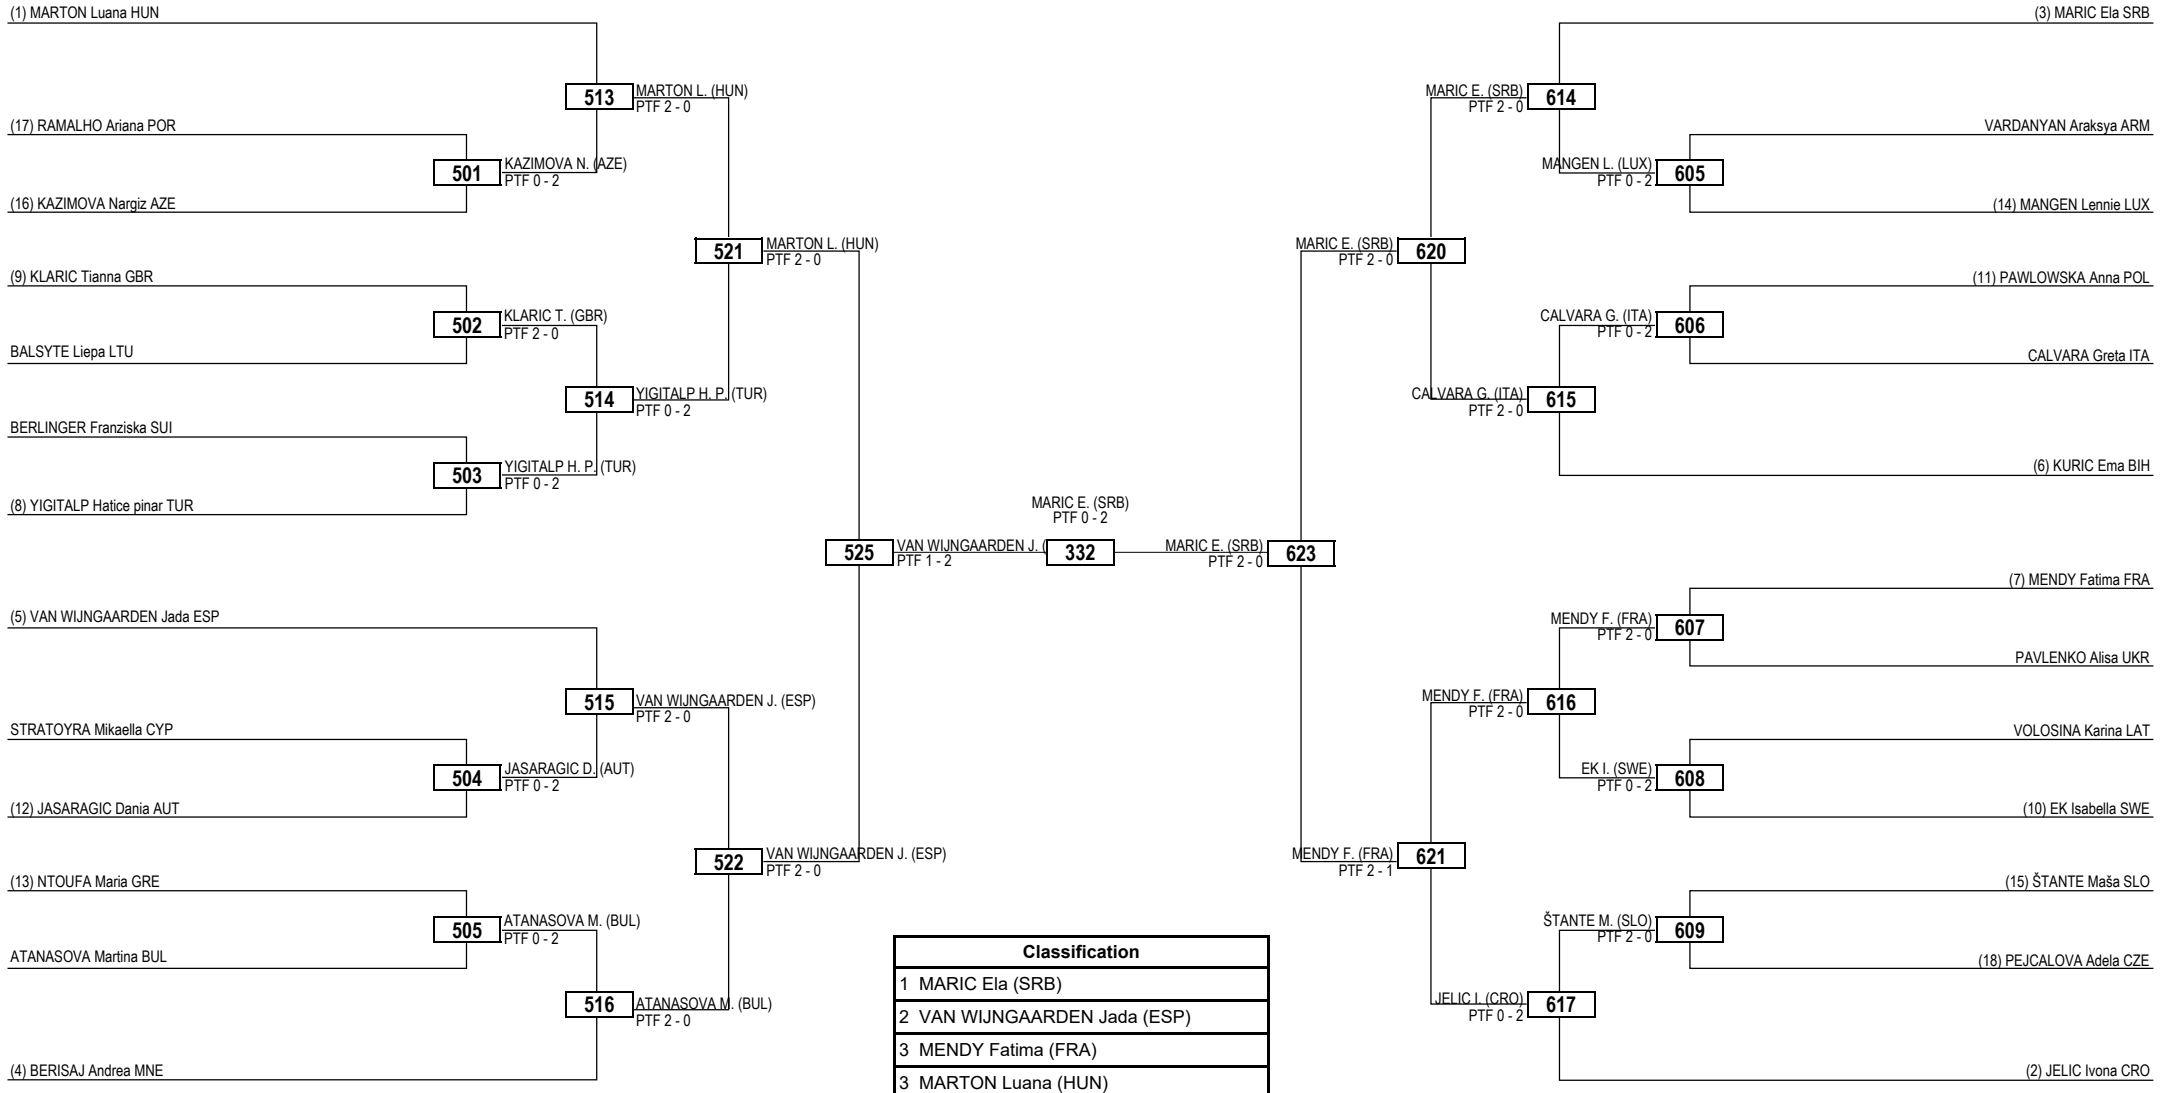 (1) MARTON Luana HUN
513
MARTON L. (HUN)
PTF 2 - 0
(17) RAMALHO Ariana POR
501
KAZIMOVA N. (AZE)
PTF 0 - 2
(16) KAZIMOVA Nargiz AZE
521
MARTON L. (HUN)
PTF 2 - 0
(9) KLARIC Tianna GBR
502
KLARIC T. (GBR)
PTF 2 - 0
BALSYTE Liepa LTU
514
YIGITALP H. P. (TUR)
PTF 0 - 2
BERLINGER Franziska SUI
503
YIGITALP H. P. (TUR)
PTF 0 - 2
(8) YIGITALP Hatice pinar TUR
525
VAN WIJNGAARDEN J. (
PTF 1 - 2
(5) VAN WIJNGAARDEN Jada ESP
515
VAN WIJNGAARDEN J. (ESP)
PTF 2 - 0
STRATOYRA Mikaella CYP
504
JASARAGIC D. (AUT)
PTF 0 - 2
(12) JASARAGIC Dania AUT
522
VAN WIJNGAARDEN J. (ESP)
PTF 2 - 0
(13) NTOUFA Maria GRE
505
ATANASOVA M. (BUL)
PTF 0 - 2
ATANASOVA Martina BUL
516
ATANASOVA M. (BUL)
PTF 2 - 0
(4) BERISAJ Andrea MNE
MARIC E. (SRB)
PTF 0 - 2
332
(3) MARIC Ela SRB
MARIC E. (SRB)
PTF 2 - 0
614
VARDANYAN Araksya ARM
MANGEN L. (LUX)
PTF 0 - 2
605
(14) MANGEN Lennie LUX
MARIC E. (SRB)
PTF 2 - 0
620
(11) PAWLOWSKA Anna POL
CALVARA G. (ITA)
PTF 0 - 2
606
CALVARA Greta ITA
CALVARA G. (ITA)
PTF 2 - 0
615
(6) KURIC Ema BIH
MARIC E. (SRB)
PTF 2 - 0
623
(7) MENDY Fatima FRA
MENDY F. (FRA)
PTF 2 - 0
607
PAVLENKO Alisa UKR
MENDY F. (FRA)
PTF 2 - 0
616
VOLOSINA Karina LAT
EK I. (SWE)
PTF 0 - 2
608
(10) EK Isabella SWE
MENDY F. (FRA)
PTF 2 - 1
621
(15) ŠTANTE Maša SLO
ŠTANTE M. (SLO)
PTF 2 - 0
609
(18) PEJCALOVA Adela CZE
JELIC I. (CRO)
PTF 0 - 2
617
(2) JELIC Ivona CRO
Classification
1 MARIC Ela (SRB)
2 VAN WIJNGAARDEN Jada (ESP)
3 MENDY Fatima (FRA)
3 MARTON Luana (HUN)